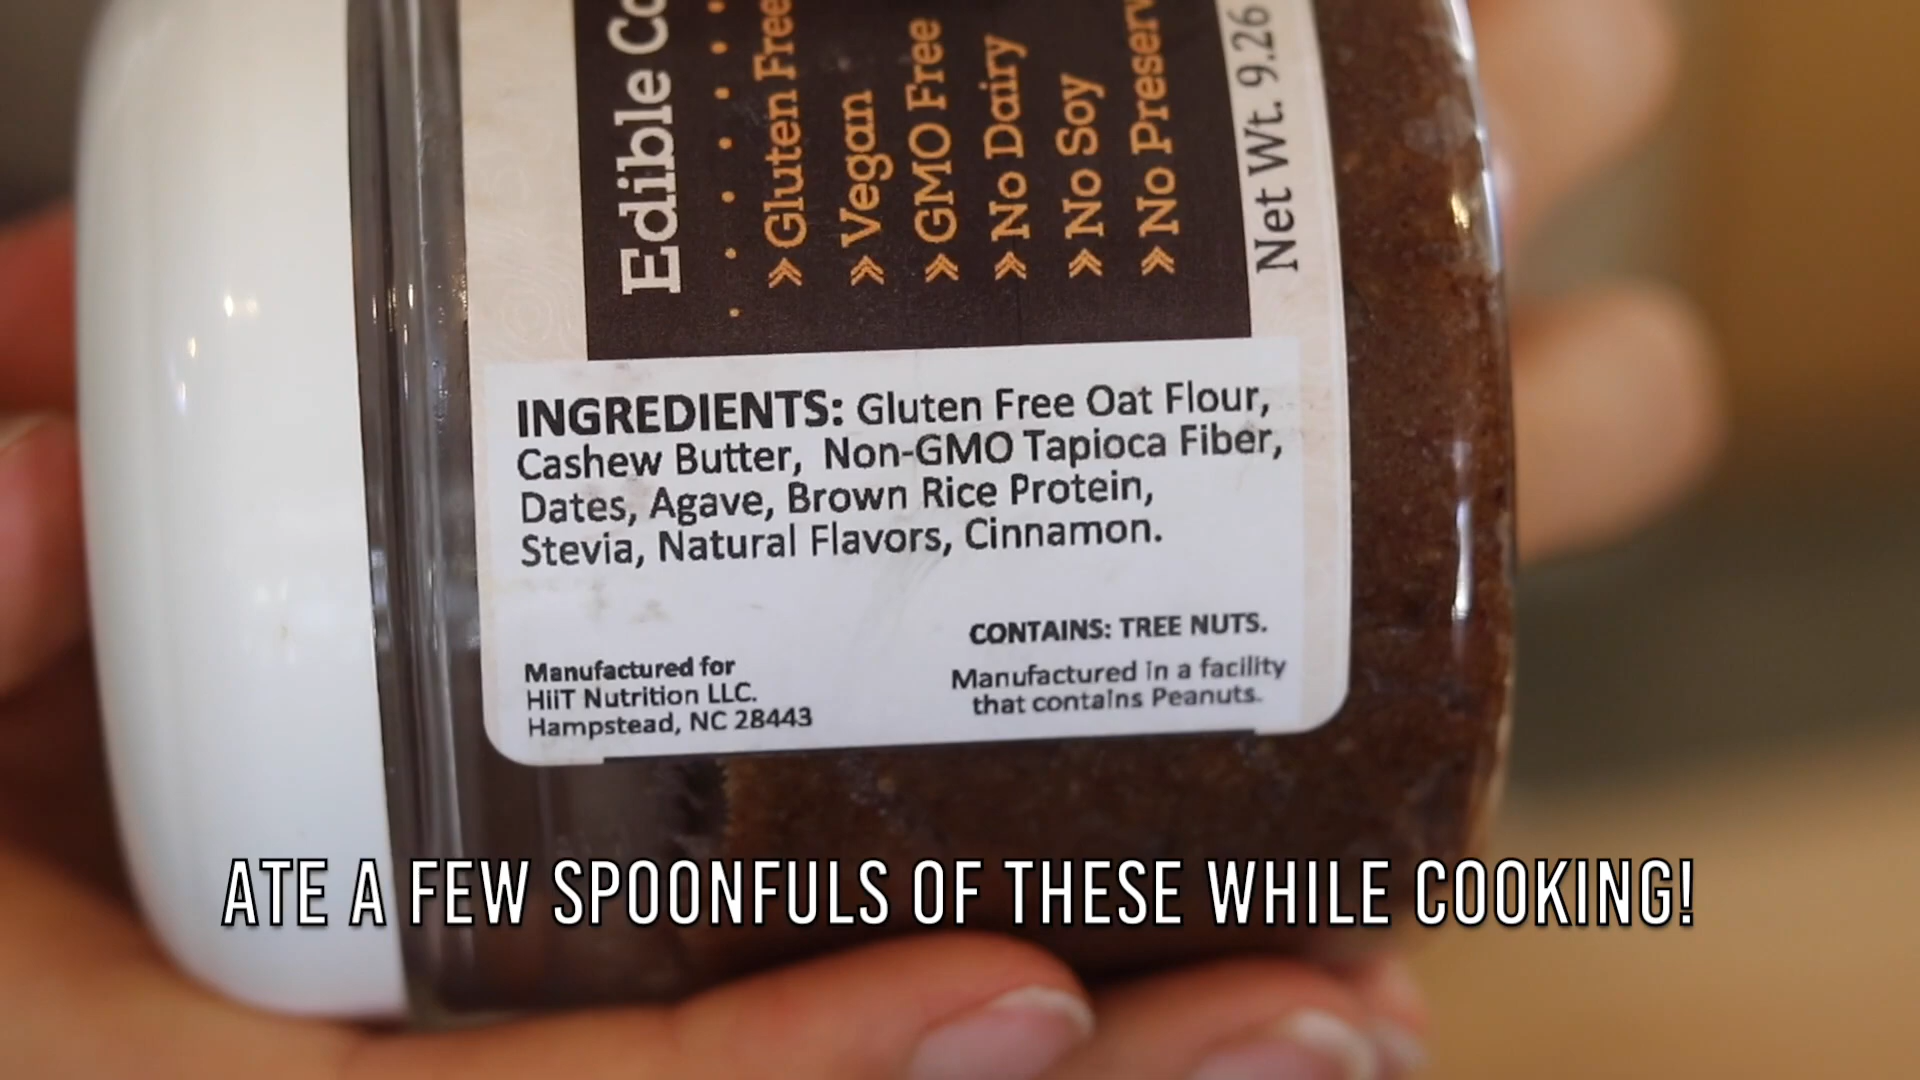 Edible Co
» Gluten Free
» Vegan
» GMO Free
» No Dairy
» No Soy
» No Preserv
Net Wt. 9.26
INGREDIENTS: Gluten Free Oat Flour,
Cashew Butter, Non-GMO Tapioca Fiber,
Dates, Agave, Brown Rice Protein,
Stevia, Natural Flavors, Cinnamon.
CONTAINS: TREE NUTS.
Manufactured in a facility
that contains Peanuts.
Manufactured for
HiiT Nutrition LLC.
Hampstead, NC 28443
ATE A FEW SPOONFULS OF THESE WHILE COOKING!